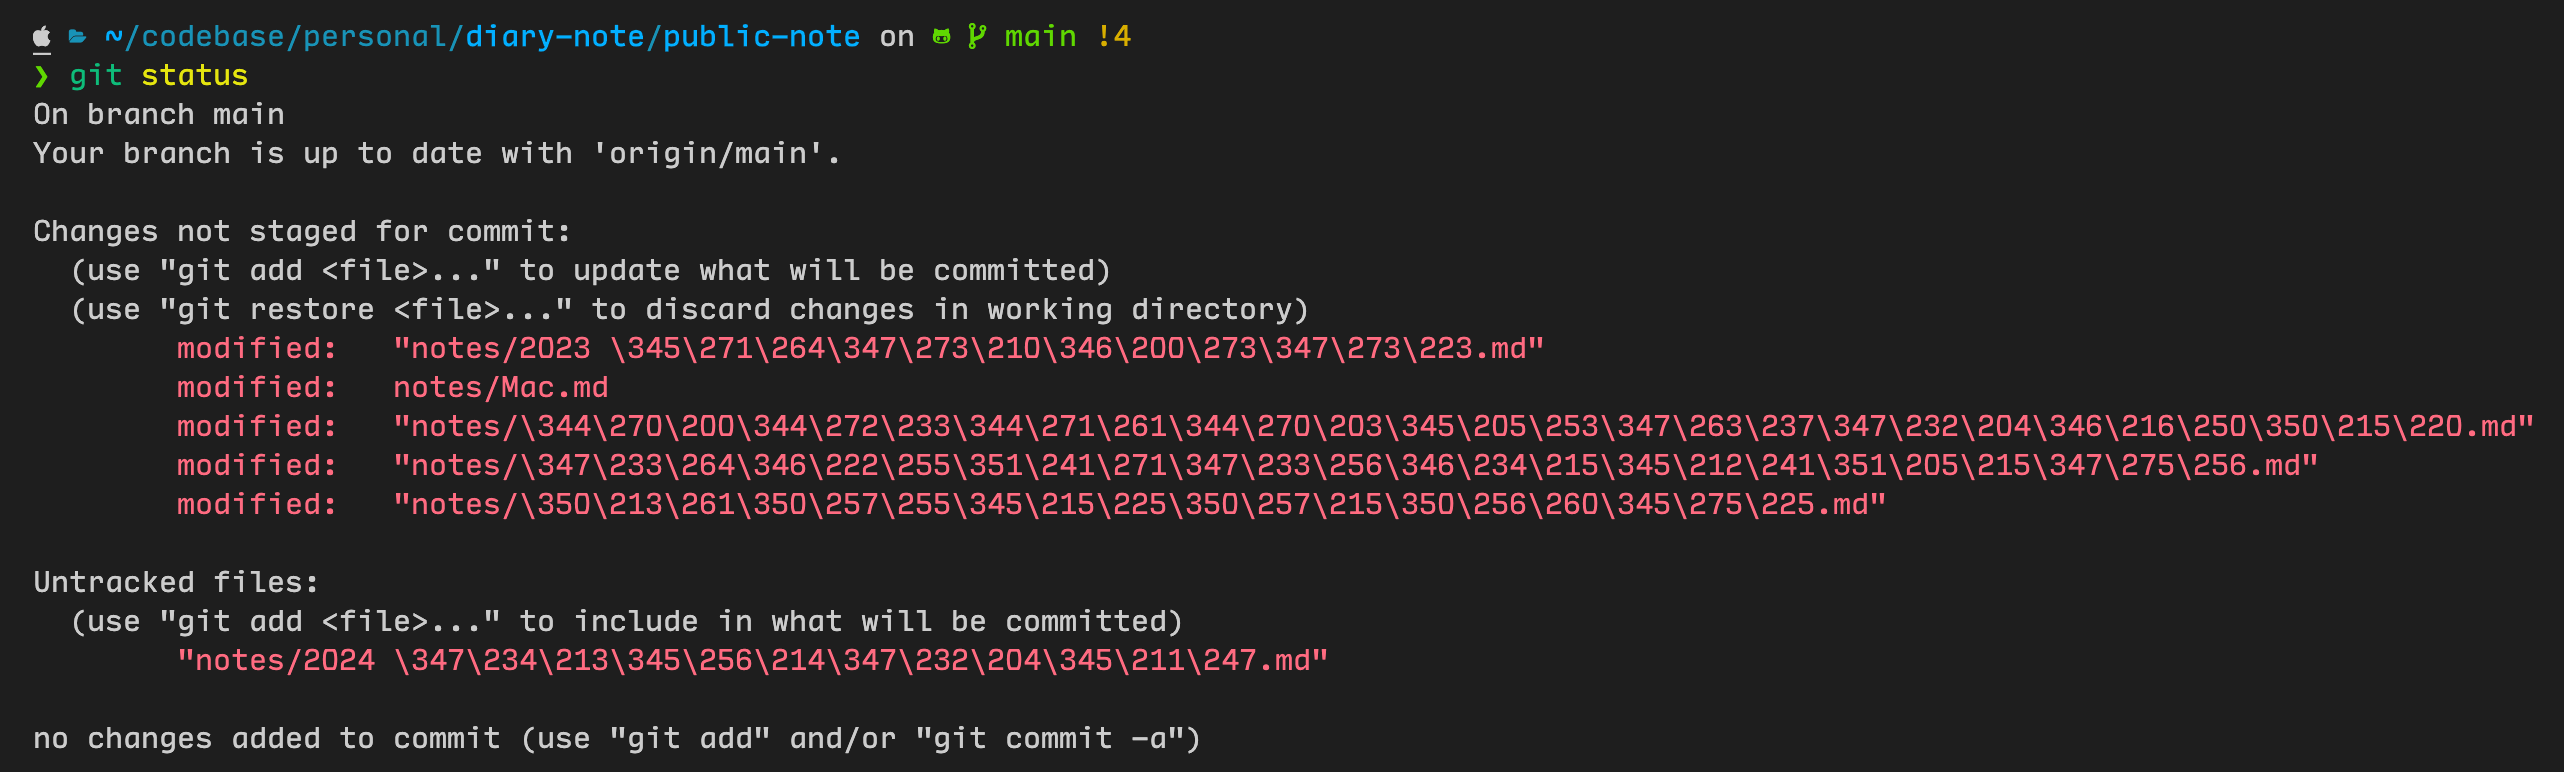 ~/codebase/personal/diary-note/public-note on main !4
❯ git status
On branch main
Your branch is up to date with 'origin/main'.
Changes not staged for commit:
(use "git add <file>..." to update what will be committed)
(use "git restore <file>..." to discard changes in working directory)
modified: "notes/2023 \345\271\264\347\273\210\346\200\273\347\273\223.md"
modified: notes/Mac.md
modified: "notes/\344\270\200\344\272\233\344\271\261\344\270\203\345\205\253\347\263\237\347\232\204\346\216\250\350\215\220.md"
modified: "notes/\347\233\264\346\222\255\351\241\271\347\233\256\346\234\215\345\212\241\351\205\215\347\275\256.md"
modified: "notes/\350\213\261\350\257\255\345\215\225\350\257\215\350\256\260\345\275\225.md"
Untracked files:
(use "git add <file>..." to include in what will be committed)
"notes/2024 \347\234\213\345\256\214\347\232\204\345\211\247.md"
no changes added to commit (use "git add" and/or "git commit -a")